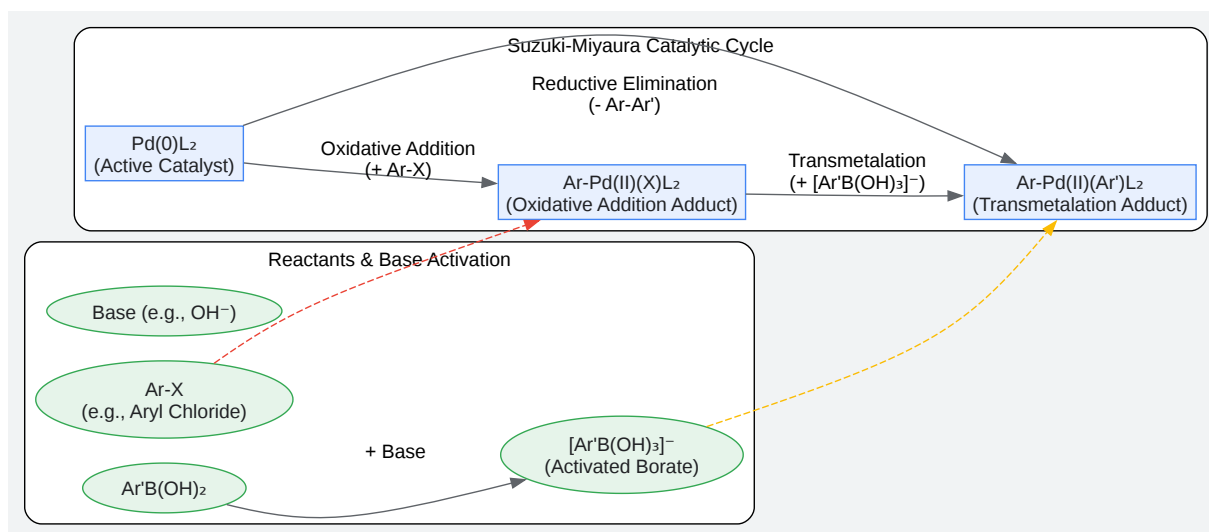 Suzuki-Miyaura Catalytic Cycle
Reductive Elimination
(- Ar-Ar')
Pd(0)L₂
(Active Catalyst)
Oxidative Addition
(+ Ar-X)
Ar-Pd(II)(X)L₂
(Oxidative Addition Adduct)
Transmetalation
(+ [Ar'B(OH)₃]⁻)
Ar-Pd(II)(Ar')L₂
(Transmetalation Adduct)
Reactants & Base Activation
Base (e.g., OH⁻)
Ar-X
(e.g., Aryl Chloride)
+ Base
Ar'B(OH)₂
[Ar'B(OH)₃]⁻
(Activated Borate)